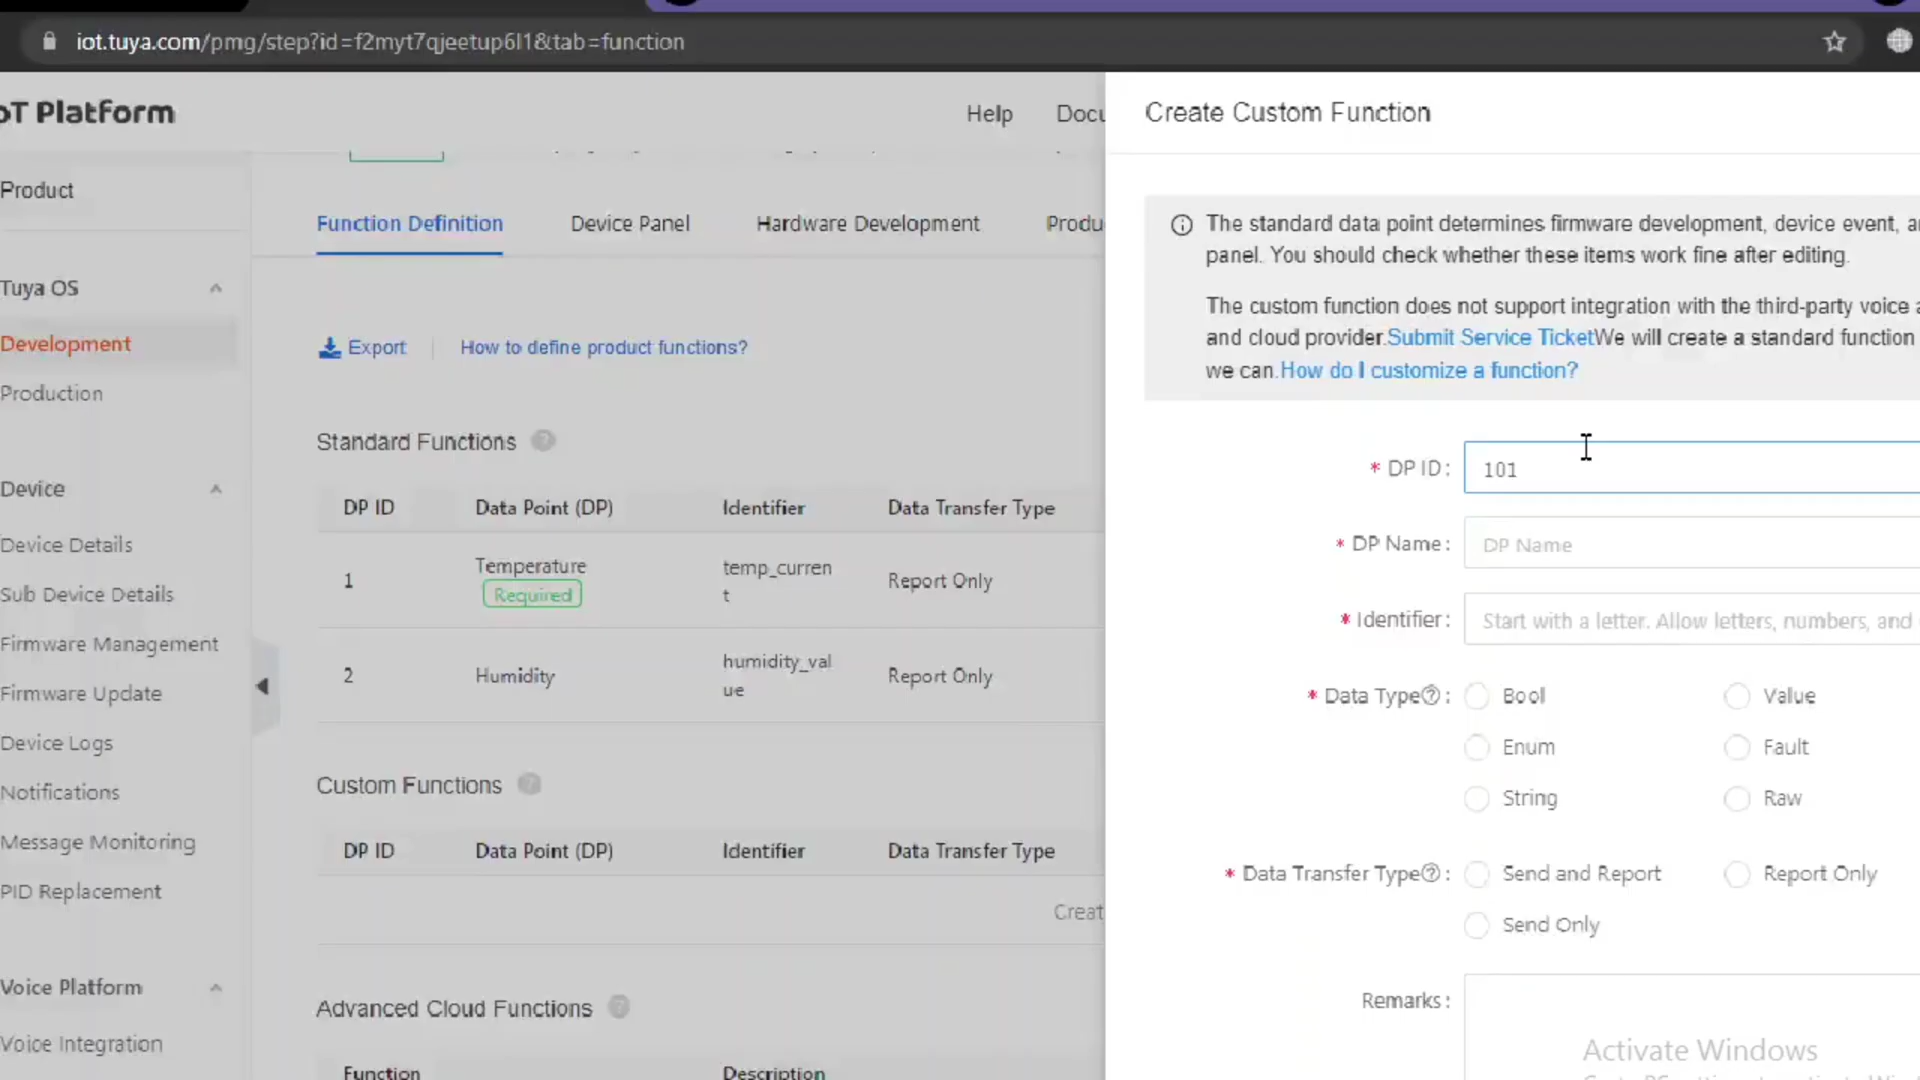 iot.tuya.com/pmg/step?id=f2myt7qjeetup6l1&tab=function
oT Platform
Help
Docu
Product
Tuya OS
Development
Production
Device
Device Details
Sub Device Details
Firmware Management
Firmware Update
Device Logs
Notifications
Message Monitoring
PID Replacement
Voice Platform
Voice Integration
Function Definition
Device Panel
Hardware Development
Produ
Export
How to define product functions?
Standard Functions
DP ID Data Point (DP) Identifier Data Transfer Type
1 Temperature Required temp_curren Report Only
t
2 Humidity humidity_val Report Only
ue
Custom Functions
DP ID Data Point (DP) Identifier Data Transfer Type
Creat
Advanced Cloud Functions
Function Description
Create Custom Function
The standard data point determines firmware development, device event, a
panel. You should check whether these items work fine after editing.
The custom function does not support integration with the third-party voice a
and cloud provider.Submit Service TicketWe will create a standard function
we can.How do I customize a function?
* DP ID: 101
* DP Name: DP Name
* Identifier: Start with a letter. Allow letters, numbers, and
* Data Type?: Bool Value
Enum Fault
String Raw
* Data Transfer Type?: Send and Report Report Only
Send Only
Remarks:
Activate Windows